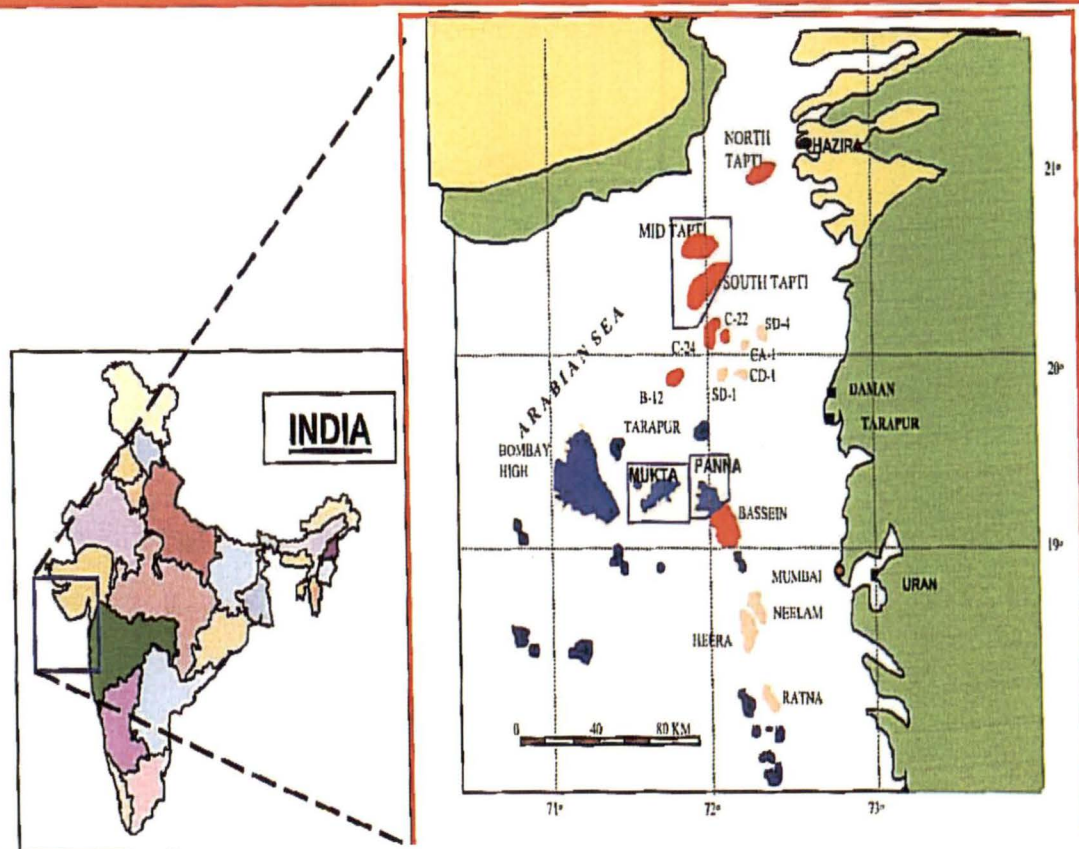 INDIA
NORTH
TAPTI
HAZIRA
21°
MID TAPTI
SOUTH TAPTI
C-22
SD-4
C-24
CA-1
20°
ARABIAN SEA
B-12
SD-1
CD-1
DAMAN
TARAPUR
TARAPUR
BOMBAY
HIGH
MUKTA
PANNA
BASSEIN
19°
MUMBAI
URAN
NEELAM
HEERA
RATNA
0 40 80 KM
71° 72° 73°